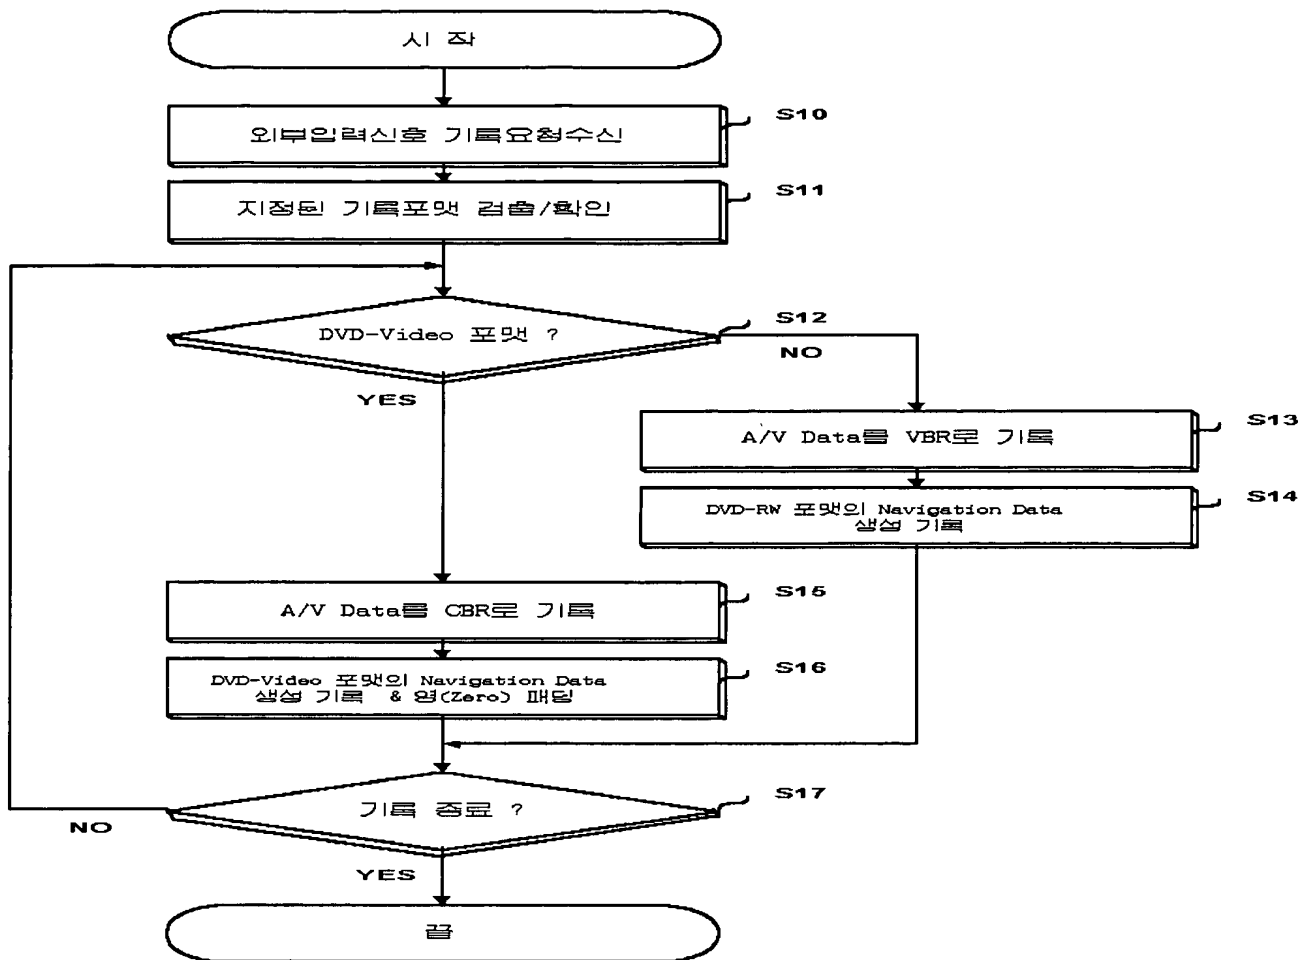 시 작
외부입력신호 기록요청수신
S10
지정된 기록포맷 검출/확인
S11
DVD-Video 포맷 ?
S12
NO
YES
A/V Data를 VBR로 기록
S13
DVD-RW 포맷의 Navigation Data
생성 기록
S14
A/V Data를 CBR로 기록
S15
DVD-Video 포맷의 Navigation Data
생성 기록 & 영(Zero) 패딩
S16
기록 종료 ?
S17
NO
YES
끝